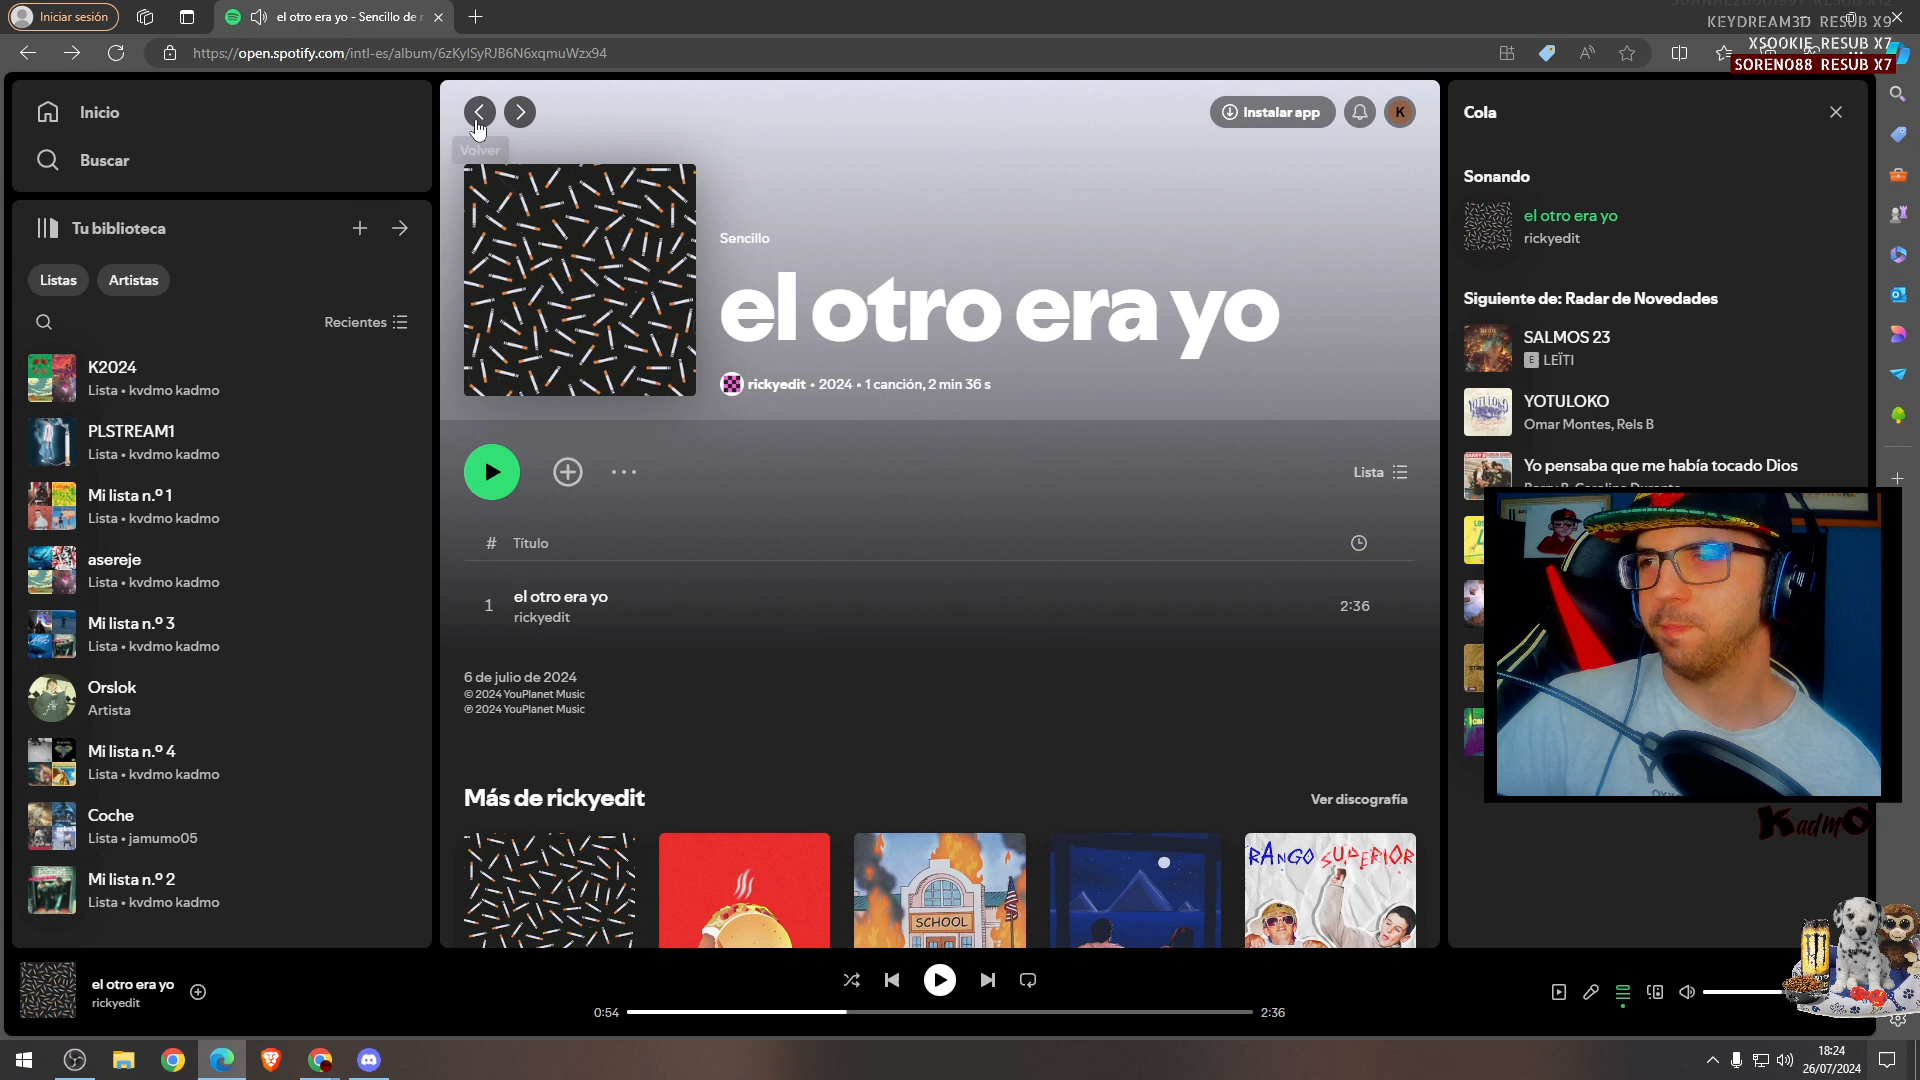 Iniciar sesión
el otro era yo - Sencillo de r
KEYDREAM3D RESUB X9
XSOOKIE RESUB X7
SORENO88 RESUB X7
https://open.spotify.com/intl-es/album/6zKylSyRJB6N6xqmuWzx94
Inicio
Buscar
Tu biblioteca
Listas
Artistas
Recientes
K2024
Lista • kvdmo kadmo
PLSTREAM1
Lista • kvdmo kadmo
Mi lista n.º 1
Lista • kvdmo kadmo
asereje
Lista • kvdmo kadmo
Mi lista n.º 3
Lista • kvdmo kadmo
Orslok
Artista
Mi lista n.º 4
Lista • kvdmo kadmo
Coche
Lista • jamumo05
Mi lista n.º 2
Lista • kvdmo kadmo
Volver
Instalar app
K
Sencillo
el otro era yo
rickyedit • 2024 • 1 canción, 2 min 36 s
Lista
# Título
1 el otro era yo 2:36
rickyedit
6 de julio de 2024
© 2024 YouPlanet Music
℗ 2024 YouPlanet Music
Más de rickyedit
Ver discografía
SCHOOL
RANGO SUPERIOR
Cola
Sonando
el otro era yo
rickyedit
Siguiente de: Radar de Novedades
SALMOS 23
E LEÏTI
YOTULOKO
Omar Montes, Rels B
Yo pensaba que me había tocado Dios
Kadmo
el otro era yo
rickyedit
0:54
2:36
18:24
26/07/2024